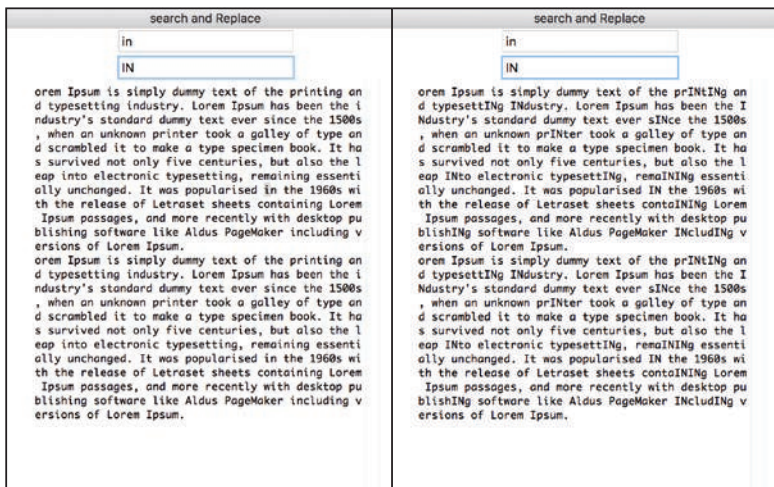 search and Replace
in
IN
orem Ipsum is simply dummy text of the printing an
d typesetting industry. Lorem Ipsum has been the i
ndustry's standard dummy text ever since the 1500s
, when an unknown printer took a galley of type an
d scrambled it to make a type specimen book. It ha
s survived not only five centuries, but also the l
eap into electronic typesetting, remaining essenti
ally unchanged. It was popularised in the 1960s wi
th the release of Letraset sheets containing Lorem
 Ipsum passages, and more recently with desktop pu
blishing software like Aldus PageMaker including v
ersions of Lorem Ipsum.
orem Ipsum is simply dummy text of the printing an
d typesetting industry. Lorem Ipsum has been the i
ndustry's standard dummy text ever since the 1500s
, when an unknown printer took a galley of type an
d scrambled it to make a type specimen book. It ha
s survived not only five centuries, but also the l
eap into electronic typesetting, remaining essenti
ally unchanged. It was popularised in the 1960s wi
th the release of Letraset sheets containing Lorem
 Ipsum passages, and more recently with desktop pu
blishing software like Aldus PageMaker including v
ersions of Lorem Ipsum.
search and Replace
in
IN
orem Ipsum is simply dummy text of the prINtINg an
d typesettINg INdustry. Lorem Ipsum has been the I
Ndustry's standard dummy text ever sINce the 1500s
, when an unknown prINter took a galley of type an
d scrambled it to make a type specimen book. It ha
s survived not only five centuries, but also the l
eap INto electronic typesettINg, remaININg essenti
ally unchanged. It was popularised IN the 1960s wi
th the release of Letraset sheets contaININg Lorem
 Ipsum passages, and more recently with desktop pu
blishINg software like Aldus PageMaker INcludINg v
ersions of Lorem Ipsum.
orem Ipsum is simply dummy text of the prINtINg an
d typesettINg INdustry. Lorem Ipsum has been the I
Ndustry's standard dummy text ever sINce the 1500s
, when an unknown prINter took a galley of type an
d scrambled it to make a type specimen book. It ha
s survived not only five centuries, but also the l
eap INto electronic typesettINg, remaININg essenti
ally unchanged. It was popularised IN the 1960s wi
th the release of Letraset sheets contaININg Lorem
 Ipsum passages, and more recently with desktop pu
blishINg software like Aldus PageMaker INcludINg v
ersions of Lorem Ipsum.